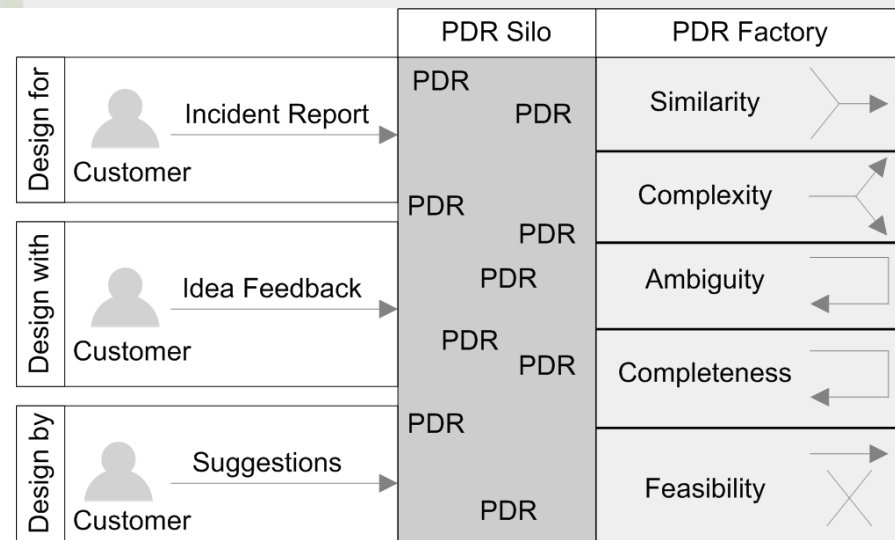 PDR Silo
PDR Factory
Design for
Incident Report
Customer
Design with
Idea Feedback
Customer
Design by
Suggestions
Customer
PDR
PDR
PDR
PDR
PDR
PDR
PDR
PDR
PDR
Similarity
Complexity
Ambiguity
Completeness
Feasibility